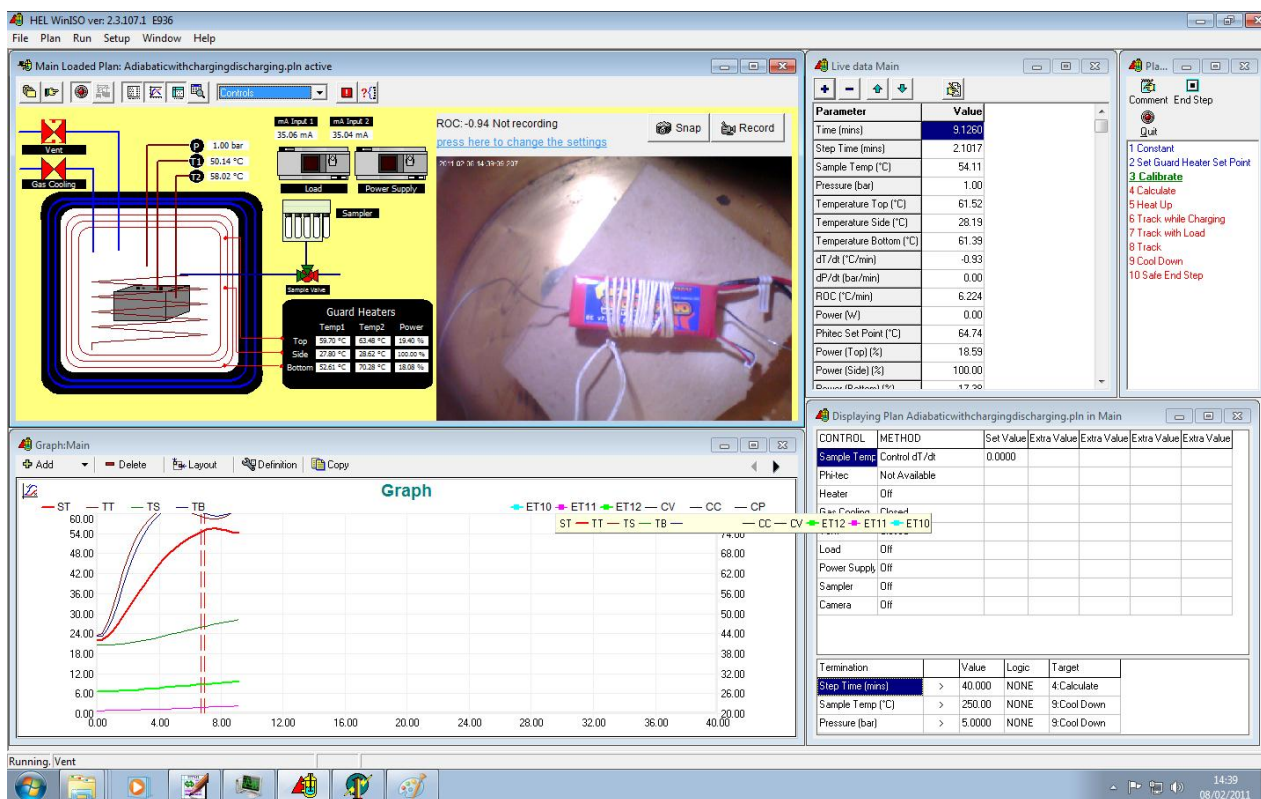 HEL WinISO ver: 2.3.107.1 E936
File Plan Run Setup Window Help
Main Loaded Plan: Adiabaticwithchargingdischarging.pln active
Controls
Vent
Gas Cooling
P 1.00 bar
T1 50.14 °C
T2 58.02 °C
mA Input 1 mA Input 2
35.06 mA 35.04 mA
Load Power Supply
Sampler
Sample Valve
Guard Heaters
Temp1 Temp2 Power
Top 59.70 °C 63.48 °C 19.40 %
Side 27.80 °C 28.62 °C 100.00 %
Bottom 52.61 °C 70.28 °C 18.08 %
ROC: -0.94 Not recording
press here to change the settings
Snap Record
Live data Main
Parameter Value
Time (mins) 9.1260
Step Time (mins) 2.1017
Sample Temp (°C) 54.11
Pressure (bar) 1.00
Temperature Top (°C) 61.52
Temperature Side (°C) 28.19
Temperature Bottom (°C) 61.39
dT/dt (°C/min) -0.93
dP/dt (bar/min) 0.00
ROC (°C/min) 6.224
Power (W) 0.00
Phitec Set Point (°C) 64.74
Power (Top) (%) 18.59
Power (Side) (%) 100.00
Power (Bottom) (%) 17.38
Pla...
Comment End Step
Quit
1 Constant
2 Set Guard Heater Set Point
3 Calibrate
4 Calculate
5 Heat Up
6 Track while Charging
7 Track with Load
8 Track
9 Cool Down
10 Safe End Step
Graph:Main
Add Delete Layout Definition Copy
Graph
ST TT TS TB ET10 ET11 ET12 CV CC CP
ST TT TS TB CC CV ET12 ET11 ET10
60.00
54.00 74.00
48.00 68.00
42.00 62.00
36.00 56.00
30.00 50.00
24.00 44.00
18.00 38.00
12.00 32.00
6.00 26.00
0.00 20.00
0.00 4.00 8.00 12.00 16.00 20.00 24.00 28.00 32.00 36.00 40.00
Displaying Plan Adiabaticwithchargingdischarging.pln in Main
CONTROL METHOD Set Value Extra Value Extra Value Extra Value Extra Value
Sample Temp Control dT/dt 0.0000
Phi-tec Not Available
Heater Off
Gas Cooling Closed
Load Off
Power Supply Off
Sampler Off
Camera Off
Termination Value Logic Target
Step Time (mins) > 40.000 NONE 4:Calculate
Sample Temp (°C) > 250.00 NONE 9:Cool Down
Pressure (bar) > 5.0000 NONE 9:Cool Down
Running. Vent
14:39
08/02/2011